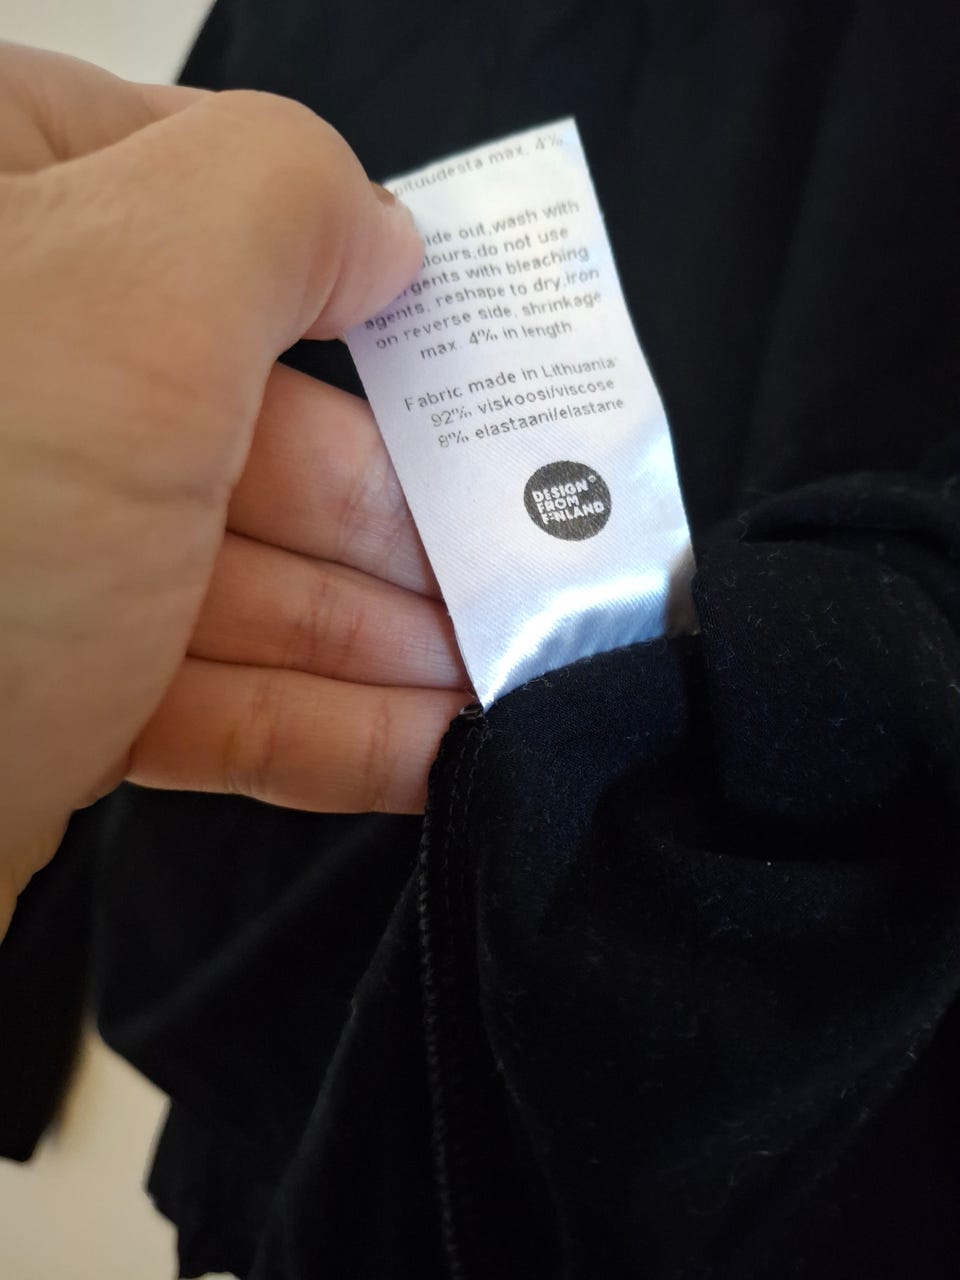 pituudesta max. 4%
ide out,wash with
lours,do not use
rgents with bleaching
agents, reshape to dry,iron
on reverse side, shrinkage
max. 4% in length
Fabric made in Lithuania
92% viskoosi/viscose
8% elastaani/elastane
DESIGN
FROM
FINLAND